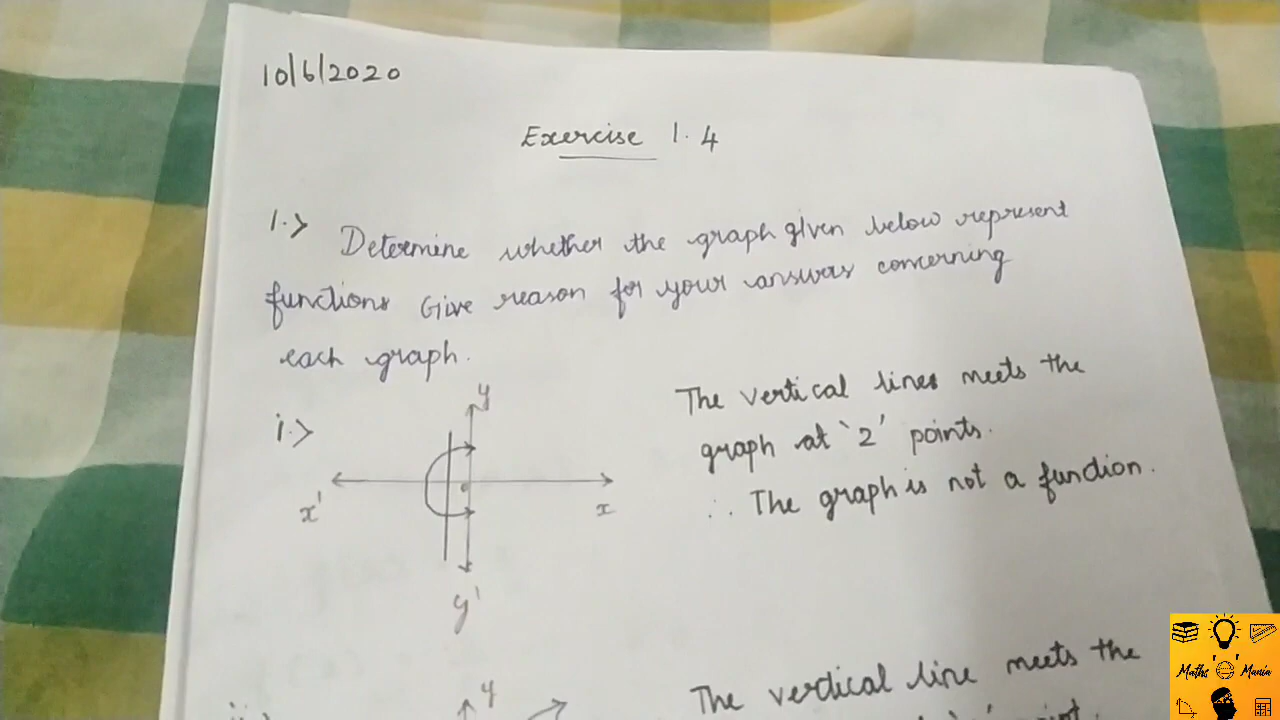 10/6/2020
Exercise 1.4
1.> Determine whether the graph given below represent
functions Give reason for your answers concerning
each graph.
i.>
y
x'
x
y'
The vertical lines meets the
graph at '2' points.
∴ The graph is not a function.
y
The vertical line meets the
point.
Maths Mania